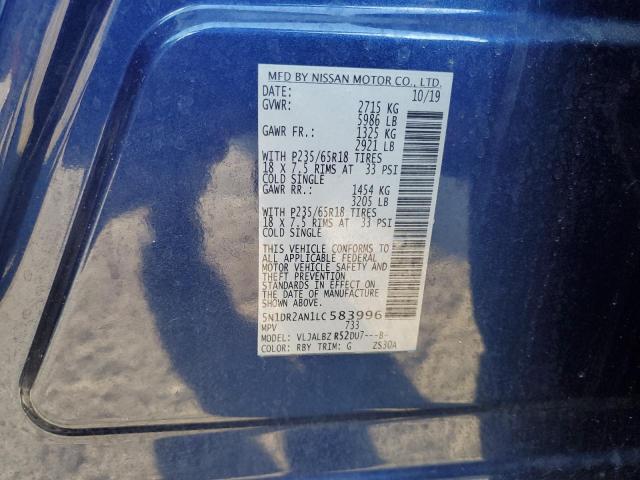 MFD BY NISSAN MOTOR CO., LTD.
DATE: 10/19
GVWR: 2715 KG
5986 LB
GAWR FR.: 1325 KG
2921 LB
WITH P235/65R18 TIRES
18 X 7.5 RIMS AT 33 PSI
COLD SINGLE
GAWR RR.: 1454 KG
3205 LB
WITH P235/65R18 TIRES
18 X 7.5 RIMS AT 33 PSI
COLD SINGLE
THIS VEHICLE CONFORMS TO
ALL APPLICABLE FEDERAL
MOTOR VEHICLE SAFETY AND
THEFT PREVENTION
STANDARDS IN EFFECT ON
THE DATE OF MANUFACTURE
SHOWN ABOVE.
5N1DR2AN1LC583996
MPV 733
MODEL: VLJALBZ R52DU7---B-
COLOR: RBY TRIM: G ZS30A